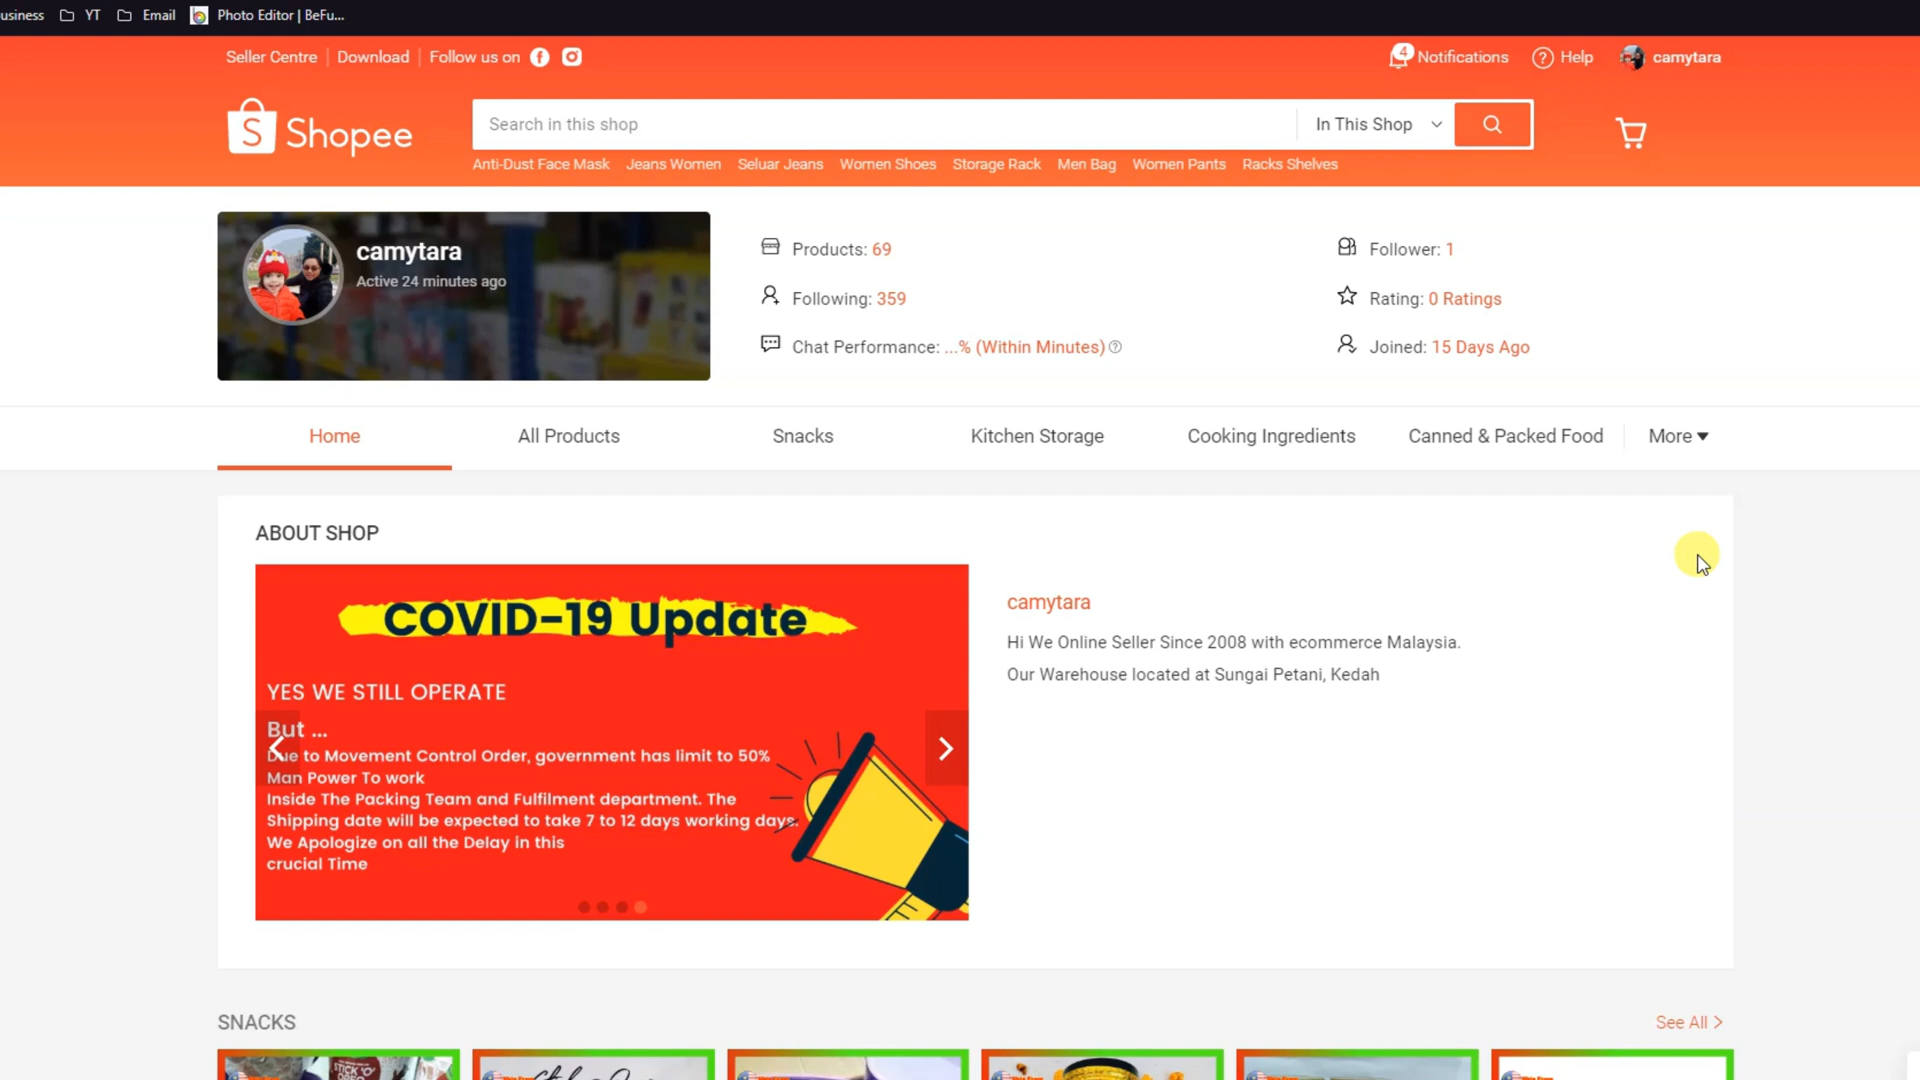 usiness YT Email Photo Editor | BeFu...
Seller Centre Download Follow us on
4 Notifications Help camytara
S Shopee
Search in this shop In This Shop
Anti-Dust Face Mask Jeans Women Seluar Jeans Women Shoes Storage Rack Men Bag Women Pants Racks Shelves
camytara
Active 24 minutes ago
Products: 69
Follower: 1
Following: 359
Rating: 0 Ratings
Chat Performance: ...% (Within Minutes)
Joined: 15 Days Ago
Home All Products Snacks Kitchen Storage Cooking Ingredients Canned & Packed Food More
ABOUT SHOP
COVID-19 Update
YES WE STILL OPERATE
But ...
Due to Movement Control Order, government has limit to 50%
Man Power To work
Inside The Packing Team and Fulfilment department. The
Shipping date will be expected to take 7 to 12 days working days.
We Apologize on all the Delay in this
crucial Time
camytara
Hi We Online Seller Since 2008 with ecommerce Malaysia.
Our Warehouse located at Sungai Petani, Kedah
SNACKS
See All
STICK 'O'